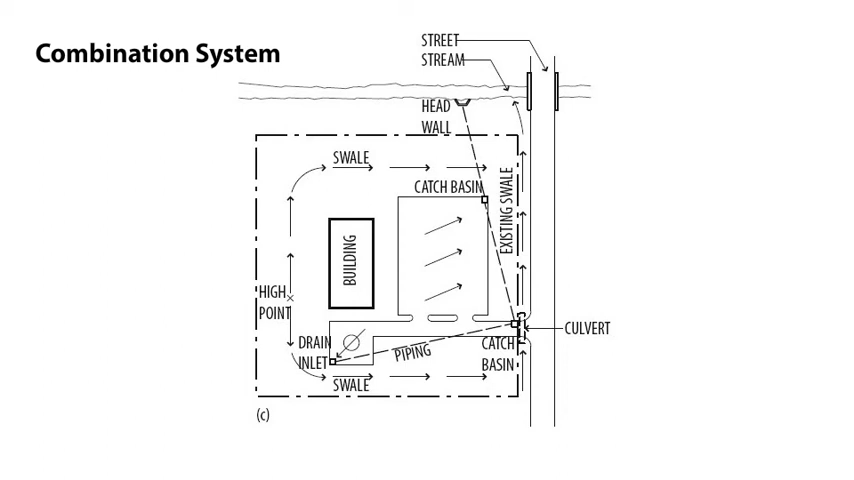 Combination System
STREET
STREAM
HEAD
WALL
SWALE
CATCH BASIN
EXISTING SWALE
BUILDING
HIGH
POINT
CULVERT
DRAIN
INLET
PIPING
CATCH
BASIN
SWALE
(c)